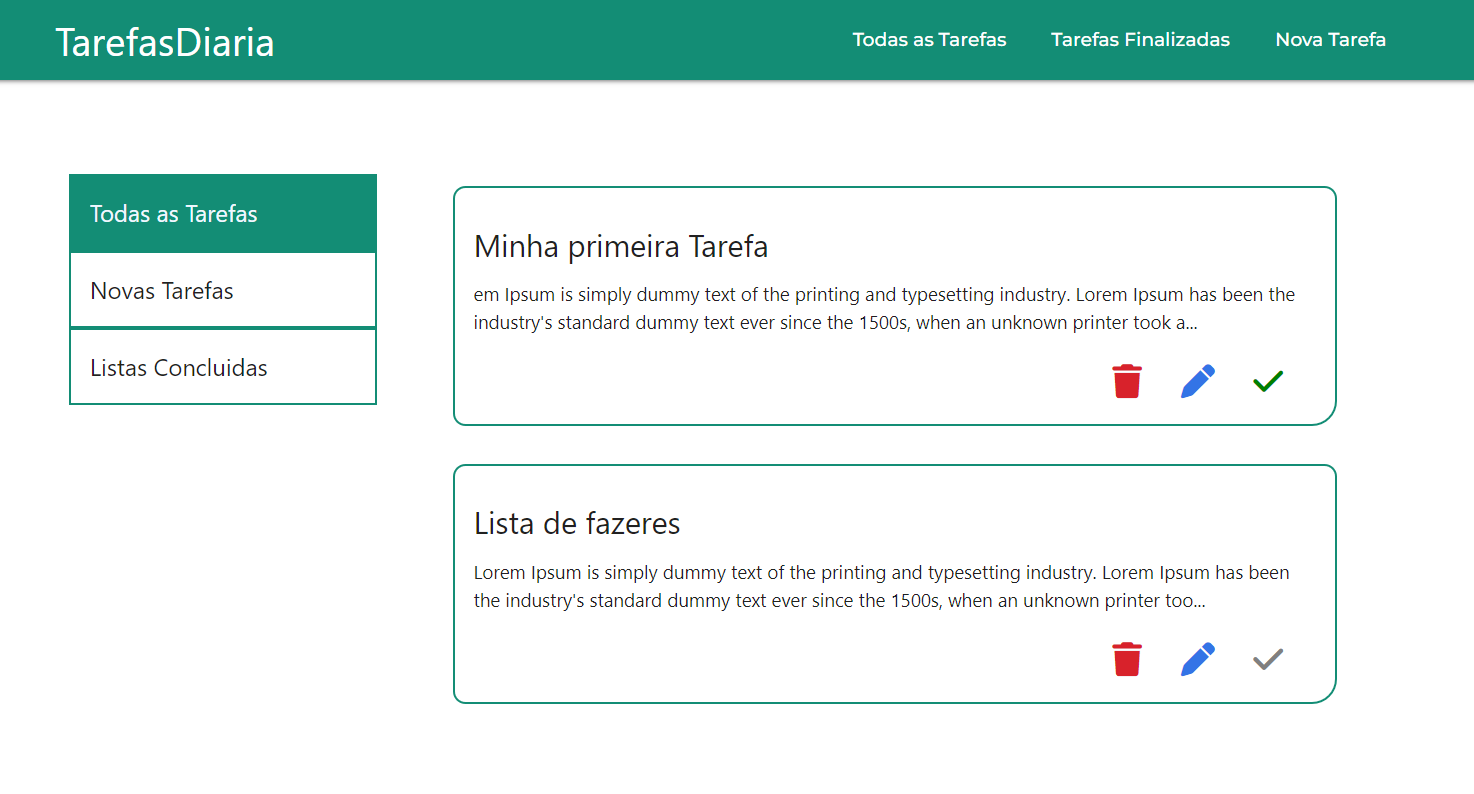 TarefasDiaria
Todas as Tarefas
Tarefas Finalizadas
Nova Tarefa
Todas as Tarefas
Novas Tarefas
Listas Concluidas
Minha primeira Tarefa
em Ipsum is simply dummy text of the printing and typesetting industry. Lorem Ipsum has been the
industry's standard dummy text ever since the 1500s, when an unknown printer took a...
Lista de fazeres
Lorem Ipsum is simply dummy text of the printing and typesetting industry. Lorem Ipsum has been
the industry's standard dummy text ever since the 1500s, when an unknown printer too...